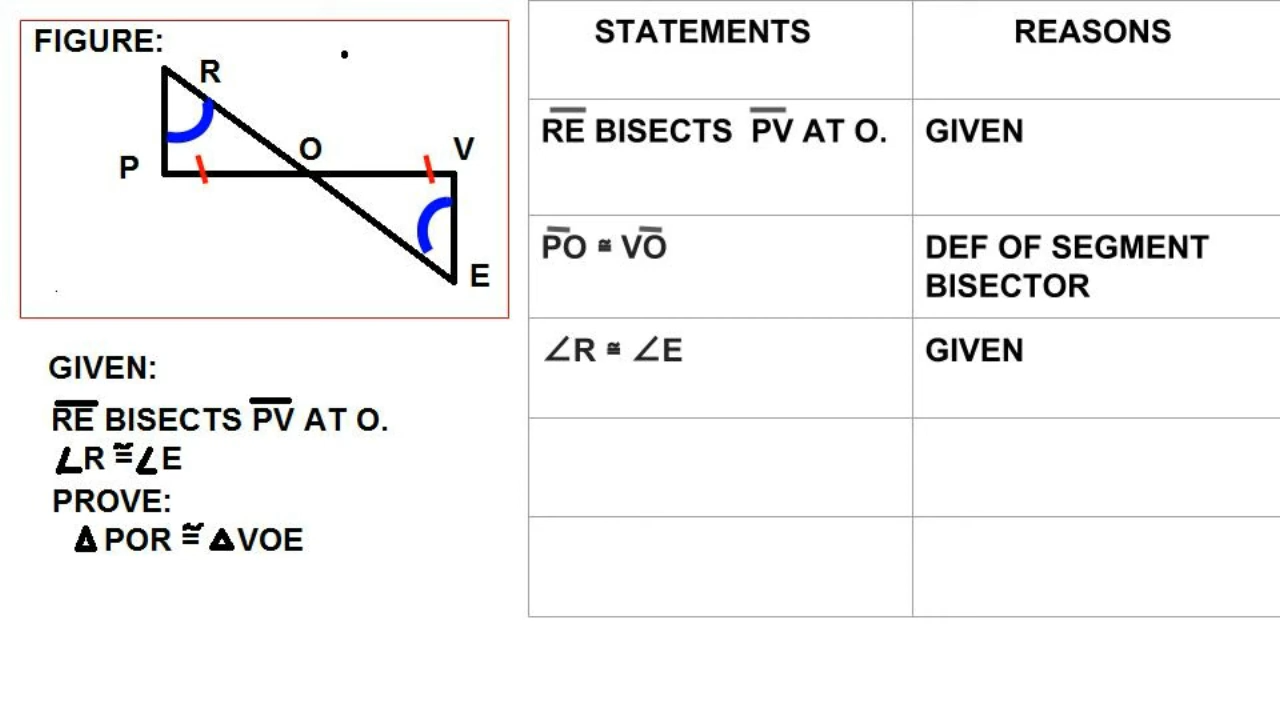 FIGURE:
R
O
V
P
E
GIVEN:
RE BISECTS PV AT O.
∠R ≅ ∠E
PROVE:
Δ POR ≅ Δ VOE
STATEMENTS REASONS
RE BISECTS PV AT O. GIVEN
PO ≅ VO DEF OF SEGMENT
BISECTOR
∠R ≅ ∠E GIVEN